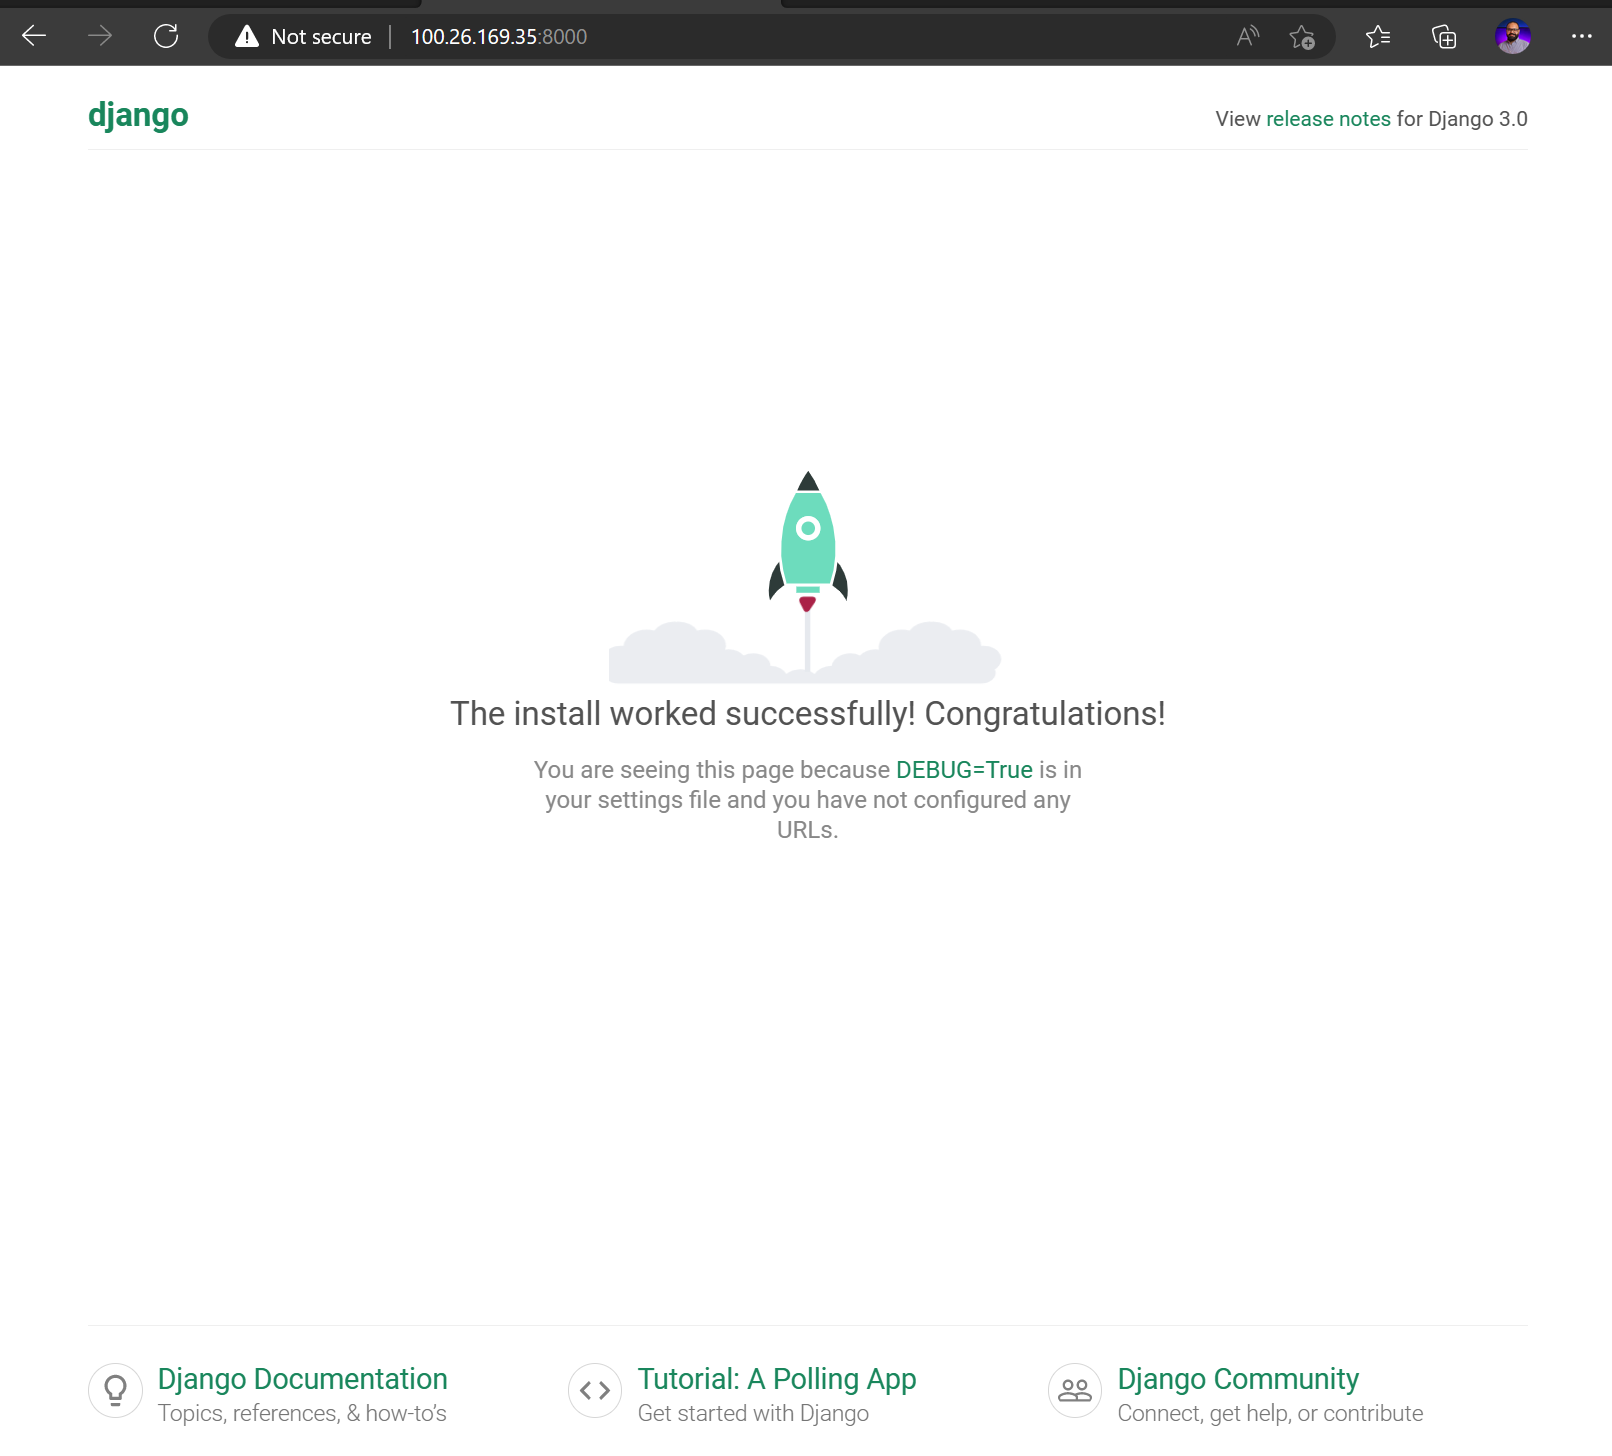 Not secure | 100.26.169.35:8000
django
View release notes for Django 3.0
The install worked successfully! Congratulations!
You are seeing this page because DEBUG=True is in
your settings file and you have not configured any
URLs.
Django Documentation
Topics, references, & how-to’s
Tutorial: A Polling App
Get started with Django
Django Community
Connect, get help, or contribute